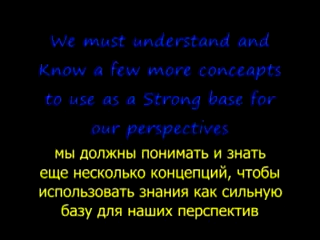 We must understand and
Know a few more conceapts
to use as a Strong base for
our perspectives
мы должны понимать и знать
еще несколько концепций, чтобы
использовать знания как сильную
базу для наших перспектив